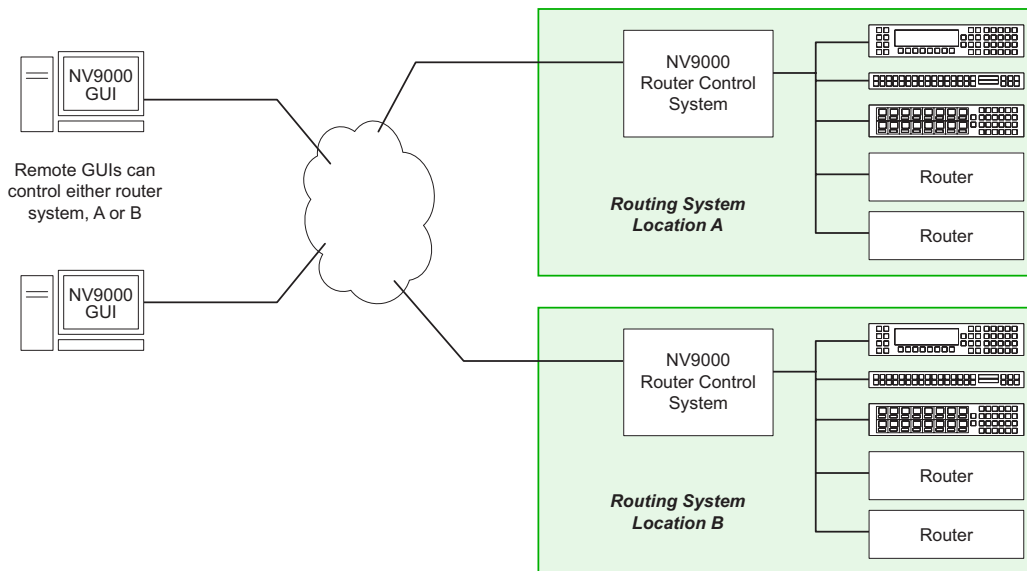 NV9000
GUI
Remote GUIs can
control either router
system, A or B
NV9000
GUI
NV9000
Router Control
System
Routing System
Location A
Router
Router
NV9000
Router Control
System
Routing System
Location B
Router
Router